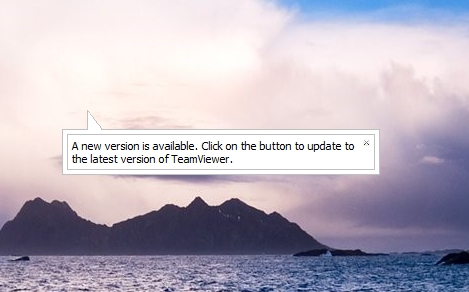 A new version is available. Click on the button to update to
the latest version of TeamViewer.